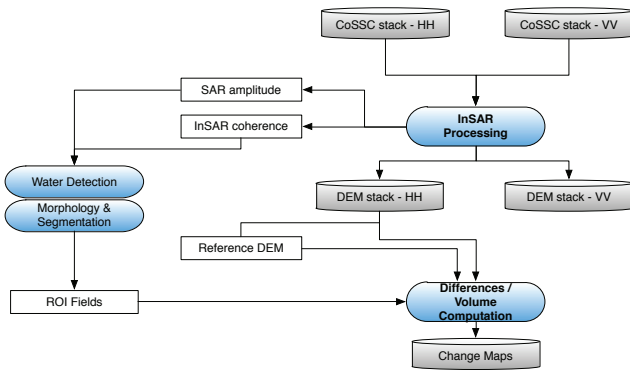 CoSSC stack - HH
CoSSC stack - VV
SAR amplitude
InSAR coherence
InSAR
Processing
Water Detection
Morphology &
Segmentation
DEM stack - HH
DEM stack - VV
Reference DEM
ROI Fields
Differences /
Volume
Computation
Change Maps